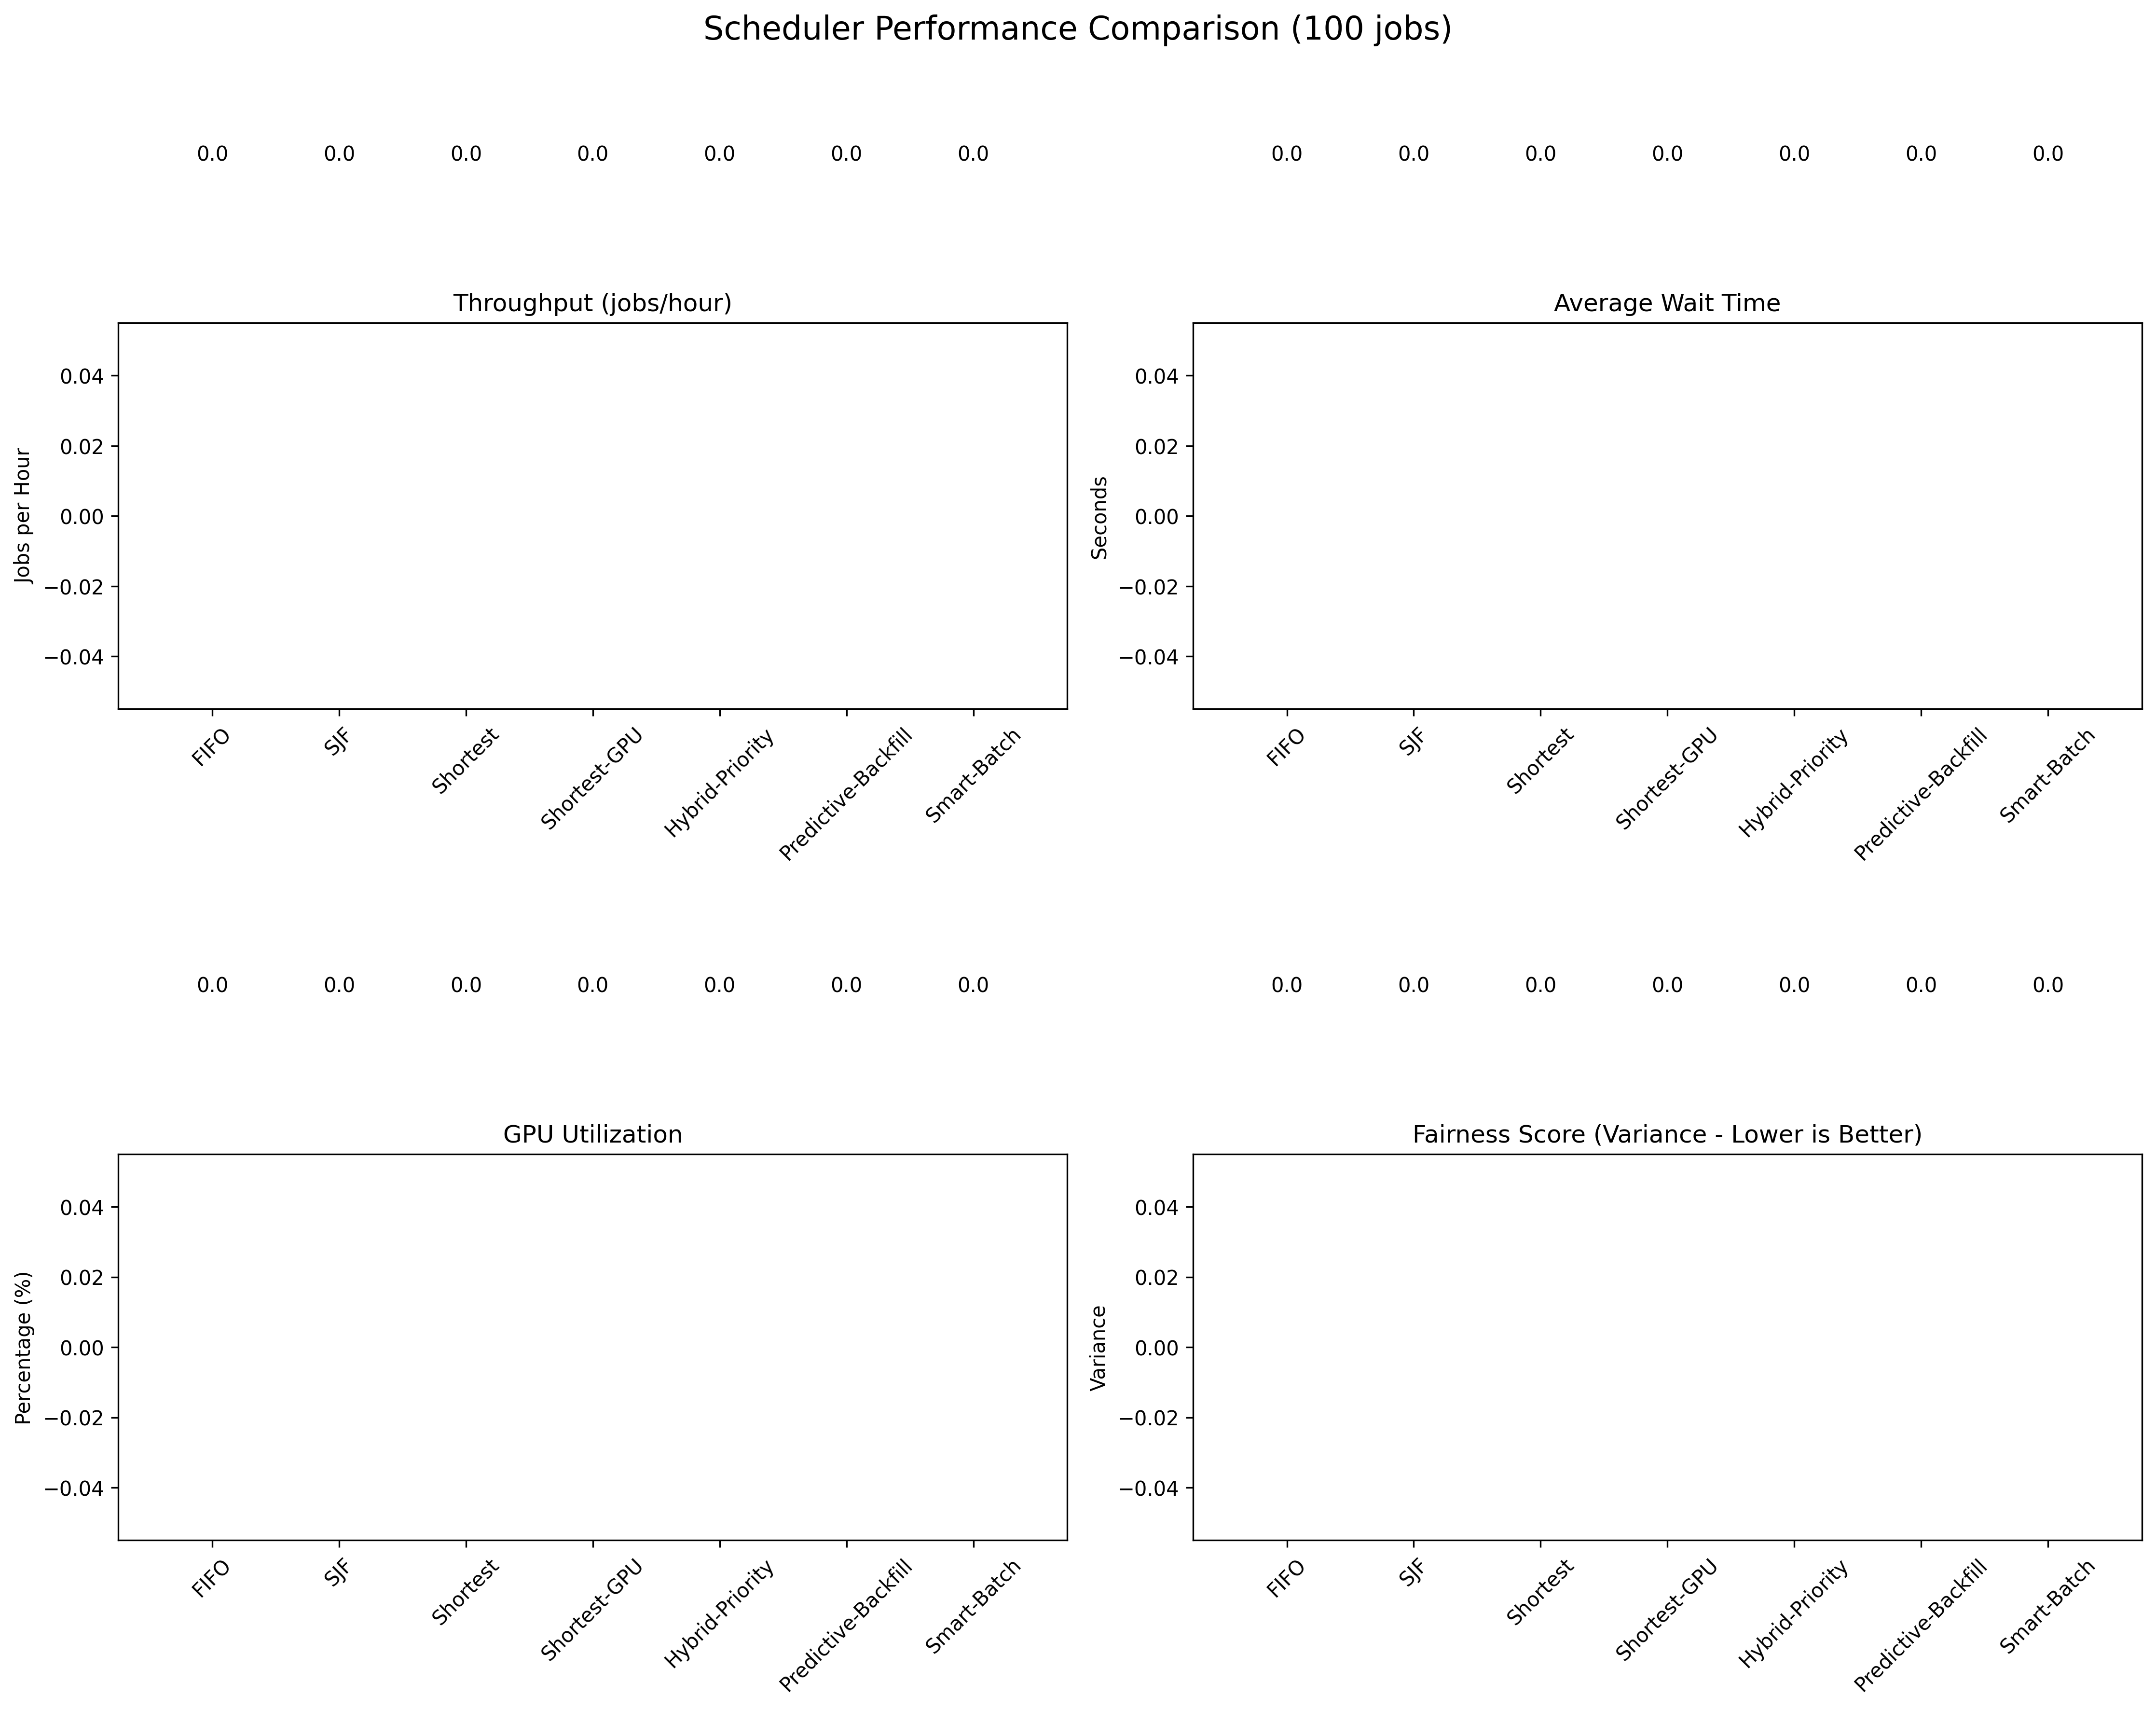 Scheduler Performance Comparison (100 jobs)
0.0 0.0 0.0 0.0 0.0 0.0 0.0
Throughput (jobs/hour)
Jobs per Hour
0.04
0.02
0.00
−0.02
−0.04
FIFO
SJF
Shortest
Shortest-GPU
Hybrid-Priority
Predictive-Backfill
Smart-Batch
0.0 0.0 0.0 0.0 0.0 0.0 0.0
Average Wait Time
Seconds
0.04
0.02
0.00
−0.02
−0.04
FIFO
SJF
Shortest
Shortest-GPU
Hybrid-Priority
Predictive-Backfill
Smart-Batch
0.0 0.0 0.0 0.0 0.0 0.0 0.0
GPU Utilization
Percentage (%)
0.04
0.02
0.00
−0.02
−0.04
FIFO
SJF
Shortest
Shortest-GPU
Hybrid-Priority
Predictive-Backfill
Smart-Batch
0.0 0.0 0.0 0.0 0.0 0.0 0.0
Fairness Score (Variance - Lower is Better)
Variance
0.04
0.02
0.00
−0.02
−0.04
FIFO
SJF
Shortest
Shortest-GPU
Hybrid-Priority
Predictive-Backfill
Smart-Batch